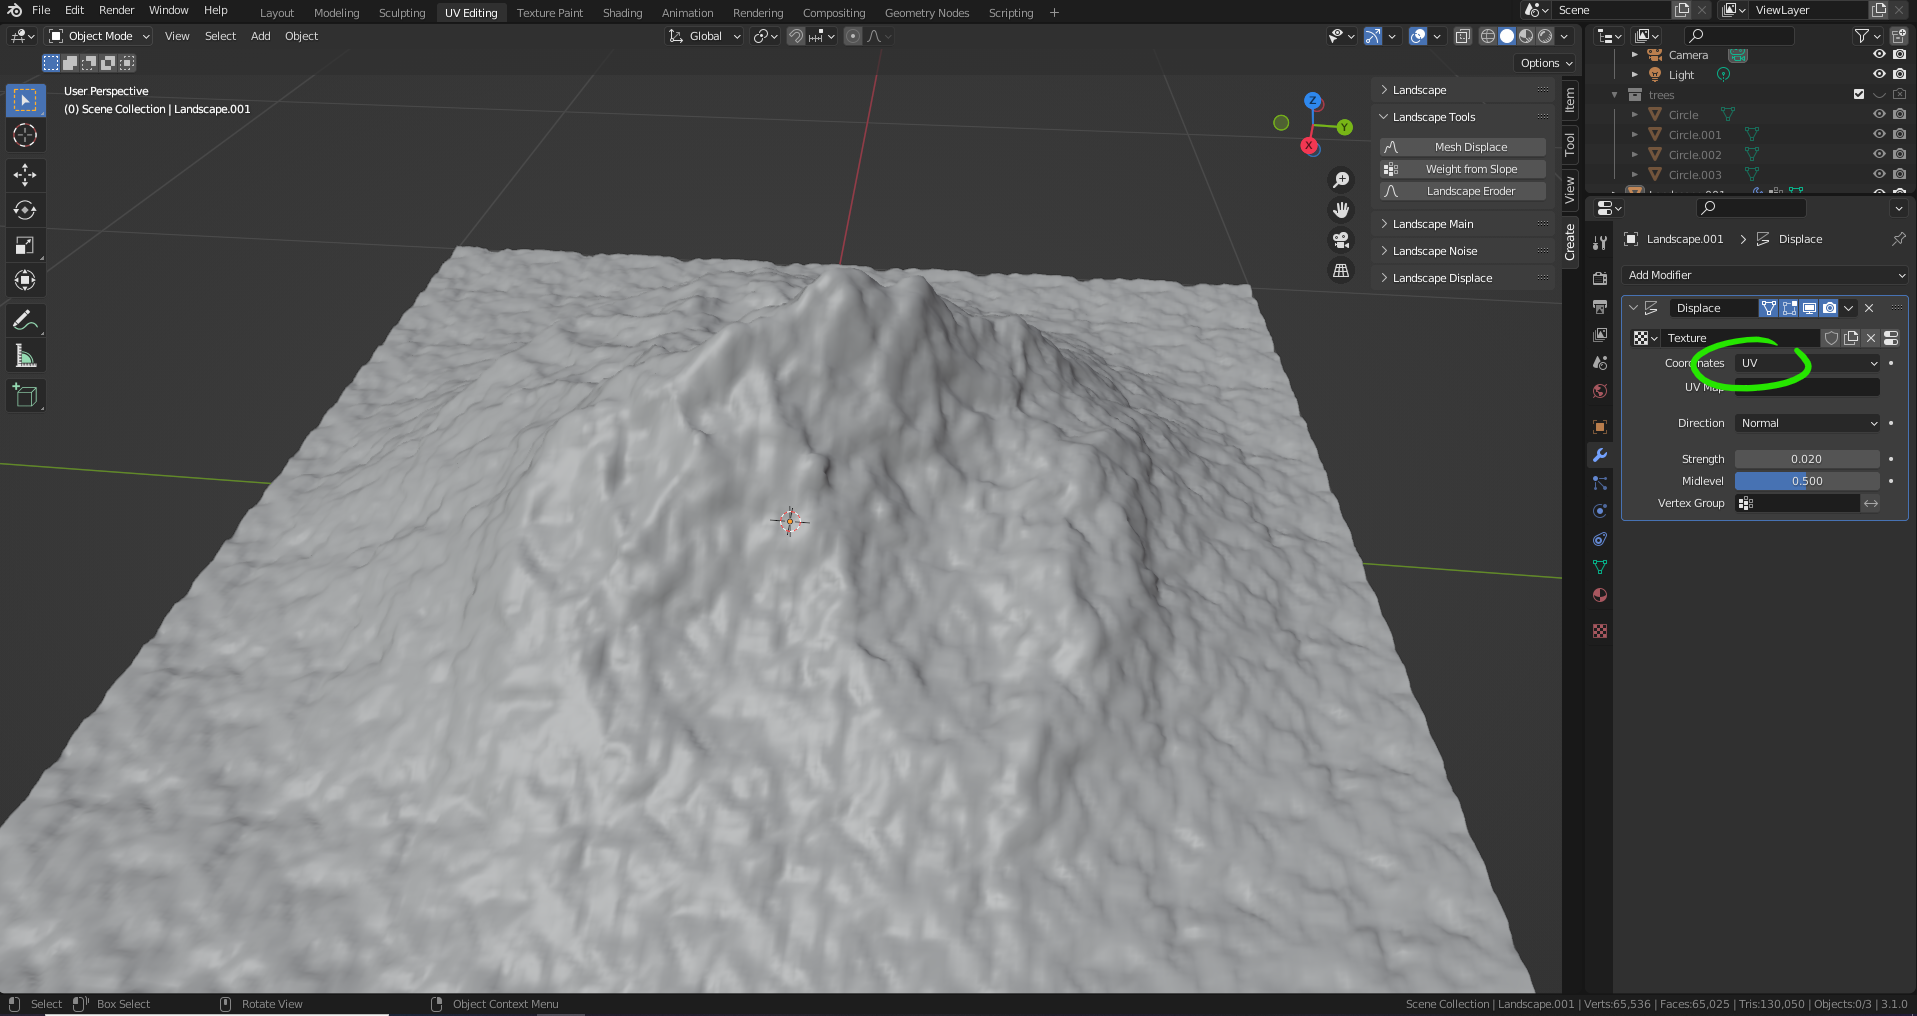 File Edit Render Window Help Layout Modeling Sculpting UV Editing Texture Paint Shading Animation Rendering Compositing Geometry Nodes Scripting + Scene ViewLayer
Object Mode View Select Add Object Global
Options
User Perspective
(0) Scene Collection | Landscape.001
Z
Y
X
Landscape
Landscape Tools
Mesh Displace
Weight from Slope
Landscape Eroder
Landscape Main
Landscape Noise
Landscape Displace
Item
Tool
View
Create
Camera
Light
trees
Circle
Circle.001
Circle.002
Circle.003
Landscape.001 Displace
Add Modifier
Displace
Texture
Coordinates UV
UV Map
Direction Normal
Strength 0.020
Midlevel 0.500
Vertex Group
Select Box Select Rotate View Object Context Menu Scene Collection | Landscape.001 | Verts:65,536 | Faces:65,025 | Tris:130,050 | Objects:0/3 | 3.1.0